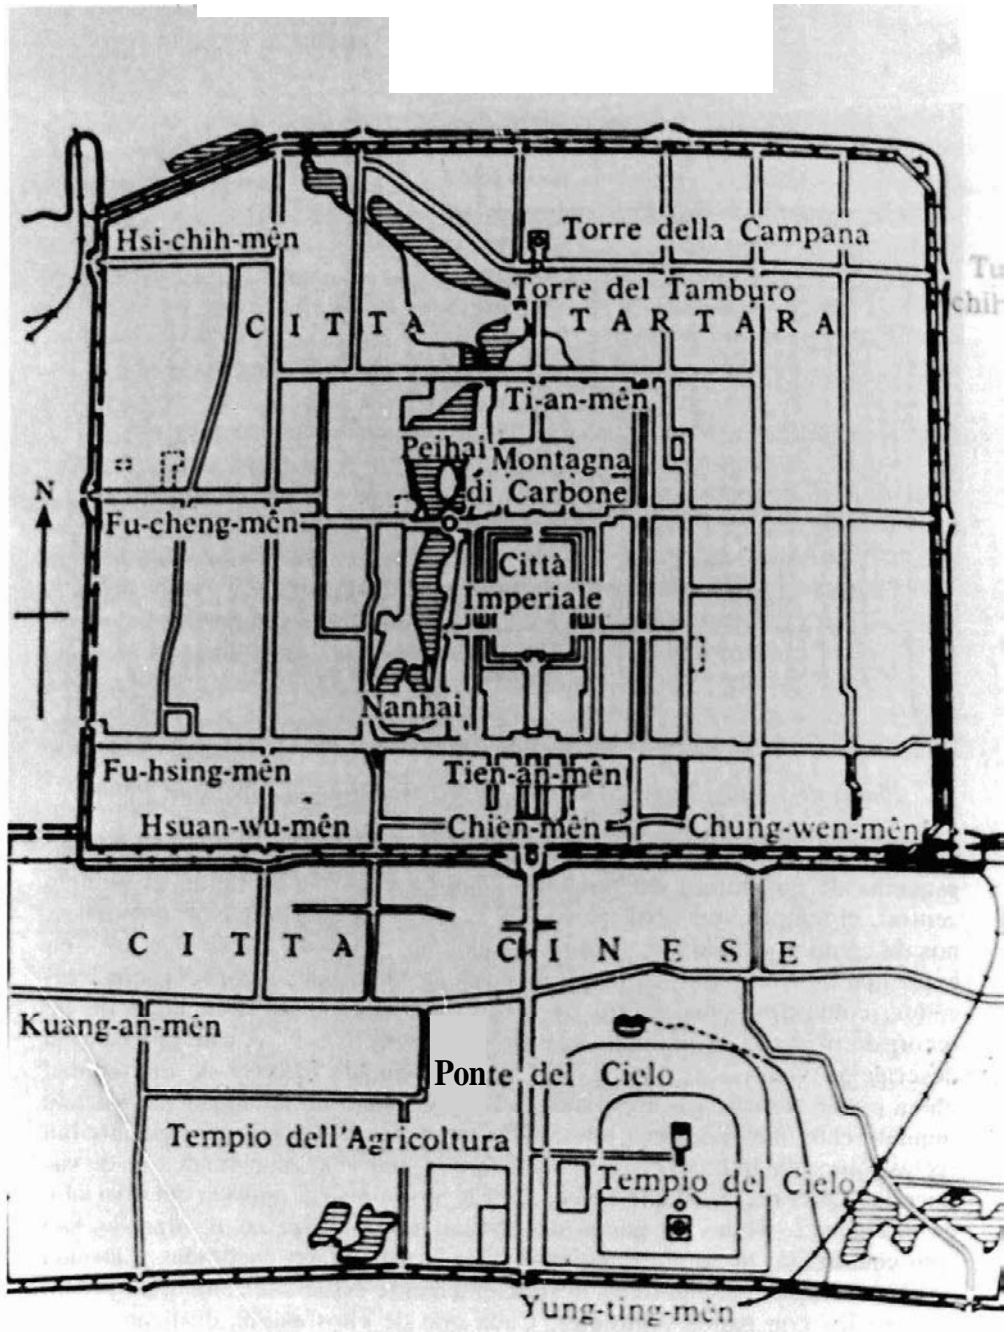 Hsi-chih-mên
Torre della Campana
Torre del Tamburo
CITTA TARTARA
Ti-an-mên
Peihai
Montagna
di Carbone
N
Fu-cheng-mên
Città
Imperiale
Nanhai
Fu-hsing-mên
Tien-an-mên
Hsuan-wu-mên
Chien-mên
Chung-wen-mên
CITTA CINESE
Kuang-an-mên
Ponte del Cielo
Tempio dell'Agricoltura
Tempio del Cielo
Yung-ting-mên